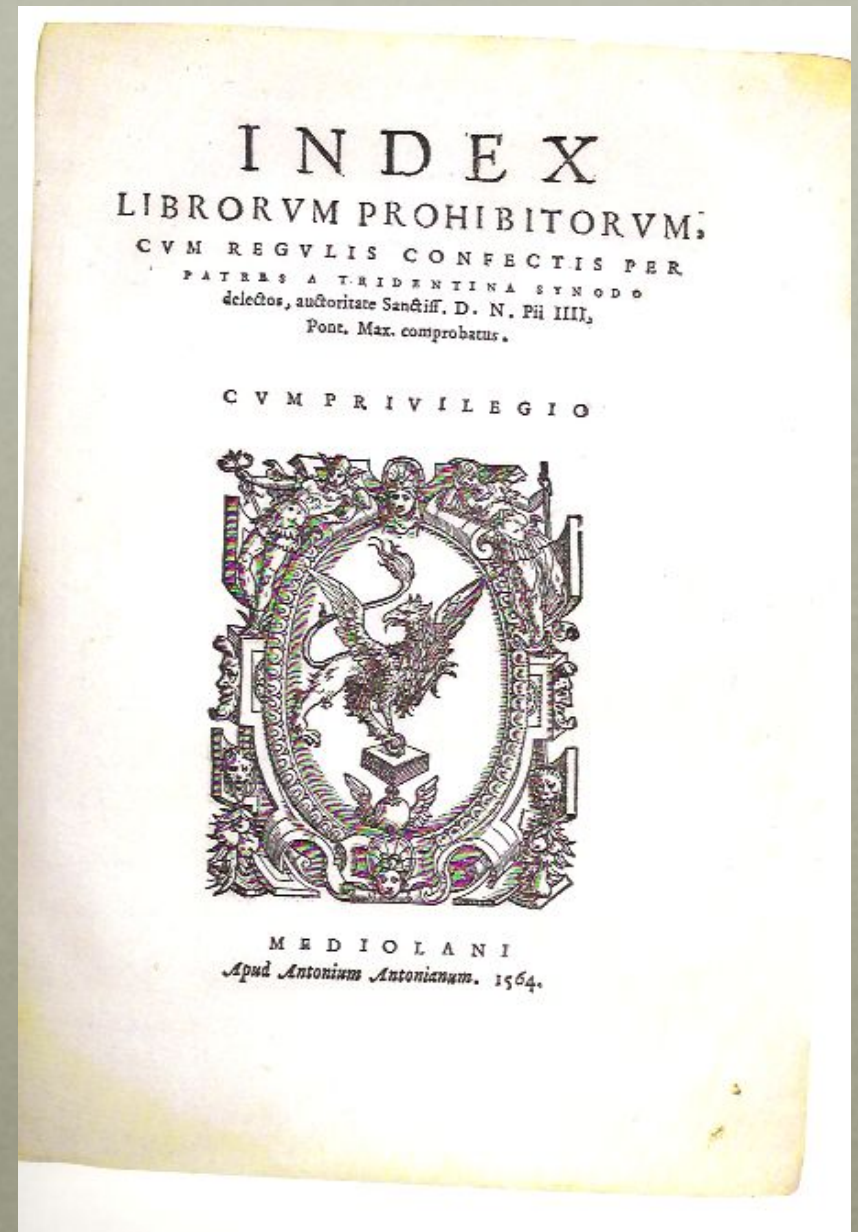 INDEX
LIBRORVM PROHIBITORVM,
CVM REGVLIS CONFECTIS PER
PATRES A TRIDENTINA SYNODO
delectos, auctoritate Sanctiss. D. N. Pii IIII,
Pont. Max. comprobatus.
CVM PRIVILEGIO
MEDIOLANI
Apud Antonium Antonianum. 1564.